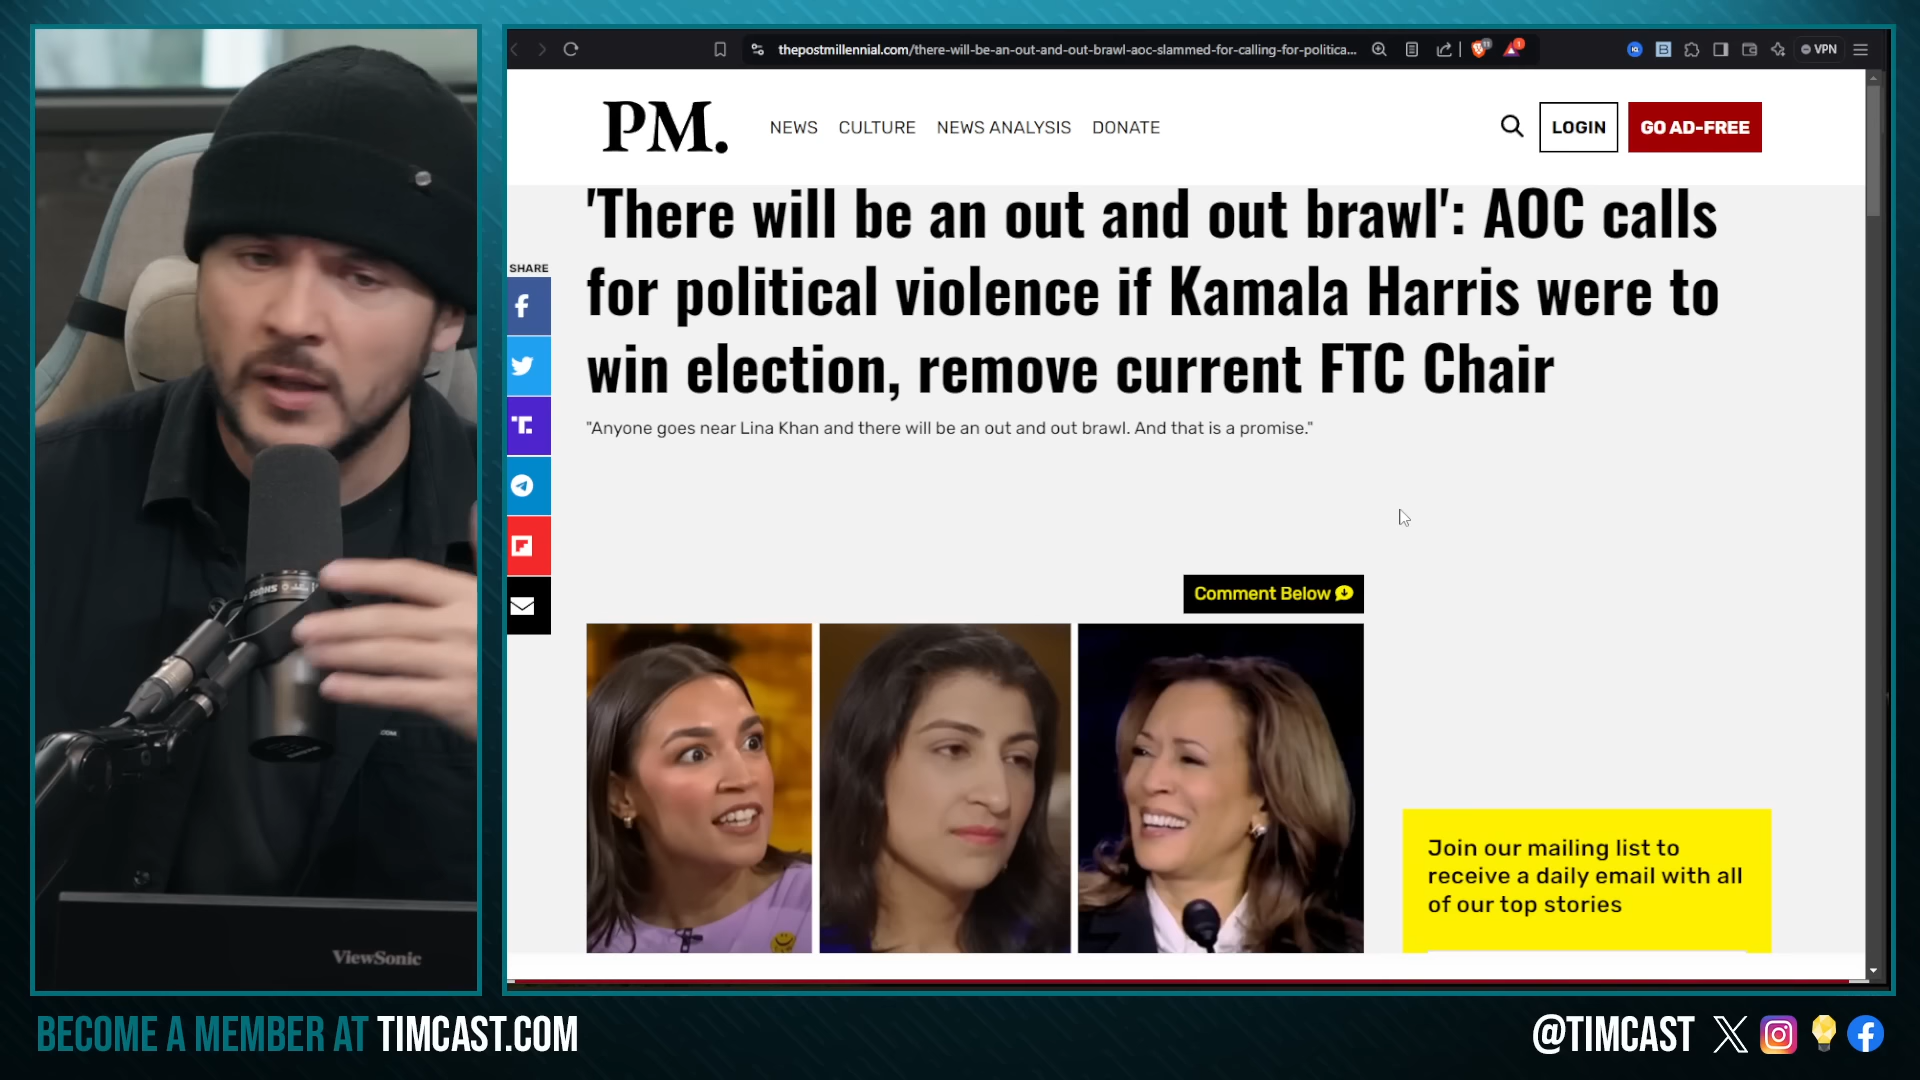 thepostmillennial.com/there-will-be-an-out-and-out-brawl-aoc-slammed-for-calling-for-politica...
VPN
PM.
NEWS
CULTURE
NEWS ANALYSIS
DONATE
LOGIN
GO AD-FREE
'There will be an out and out brawl': AOC calls
for political violence if Kamala Harris were to
win election, remove current FTC Chair
SHARE
"Anyone goes near Lina Khan and there will be an out and out brawl. And that is a promise."
Comment Below
Join our mailing list to
receive a daily email with all
of our top stories
ViewSonic
BECOME A MEMBER AT TIMCAST.COM
@TIMCAST